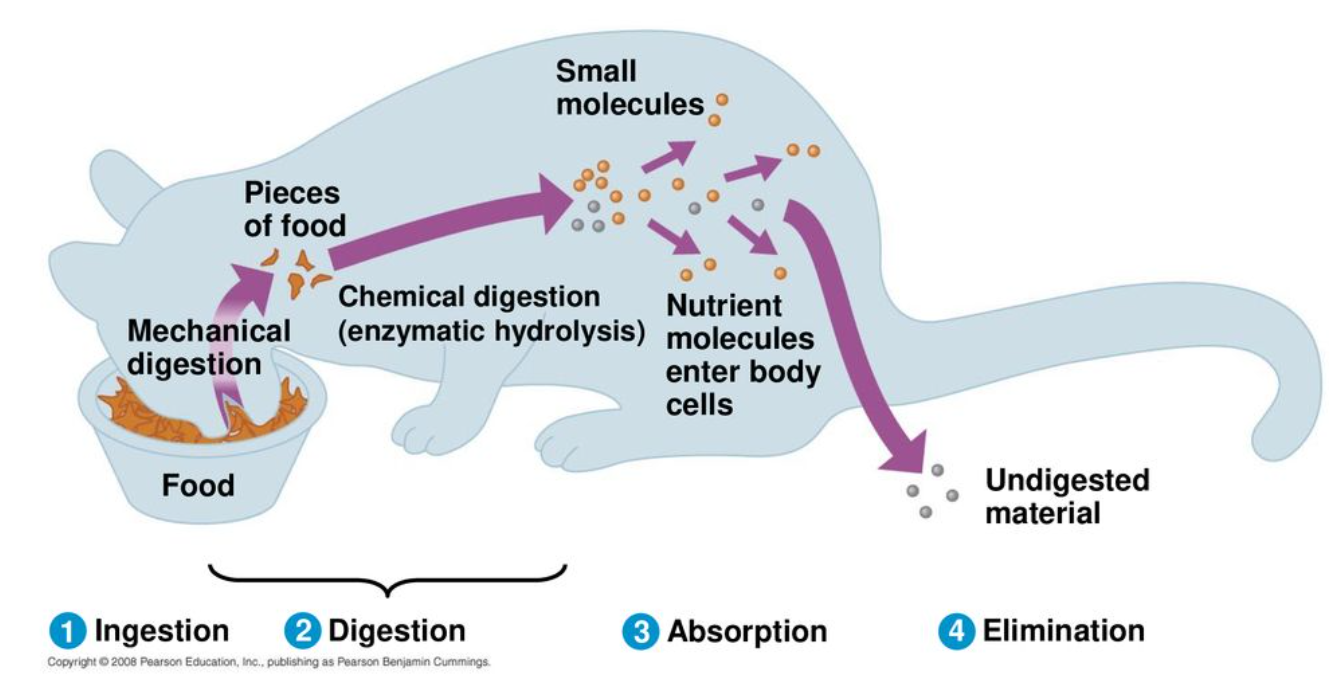 Small
molecules
Pieces
of food
Chemical digestion
(enzymatic hydrolysis)
Mechanical
digestion
Nutrient
molecules
enter body
cells
Food
Undigested
material
1 Ingestion
2 Digestion
3 Absorption
4 Elimination
Copyright © 2008 Pearson Education, Inc., publishing as Pearson Benjamin Cummings.